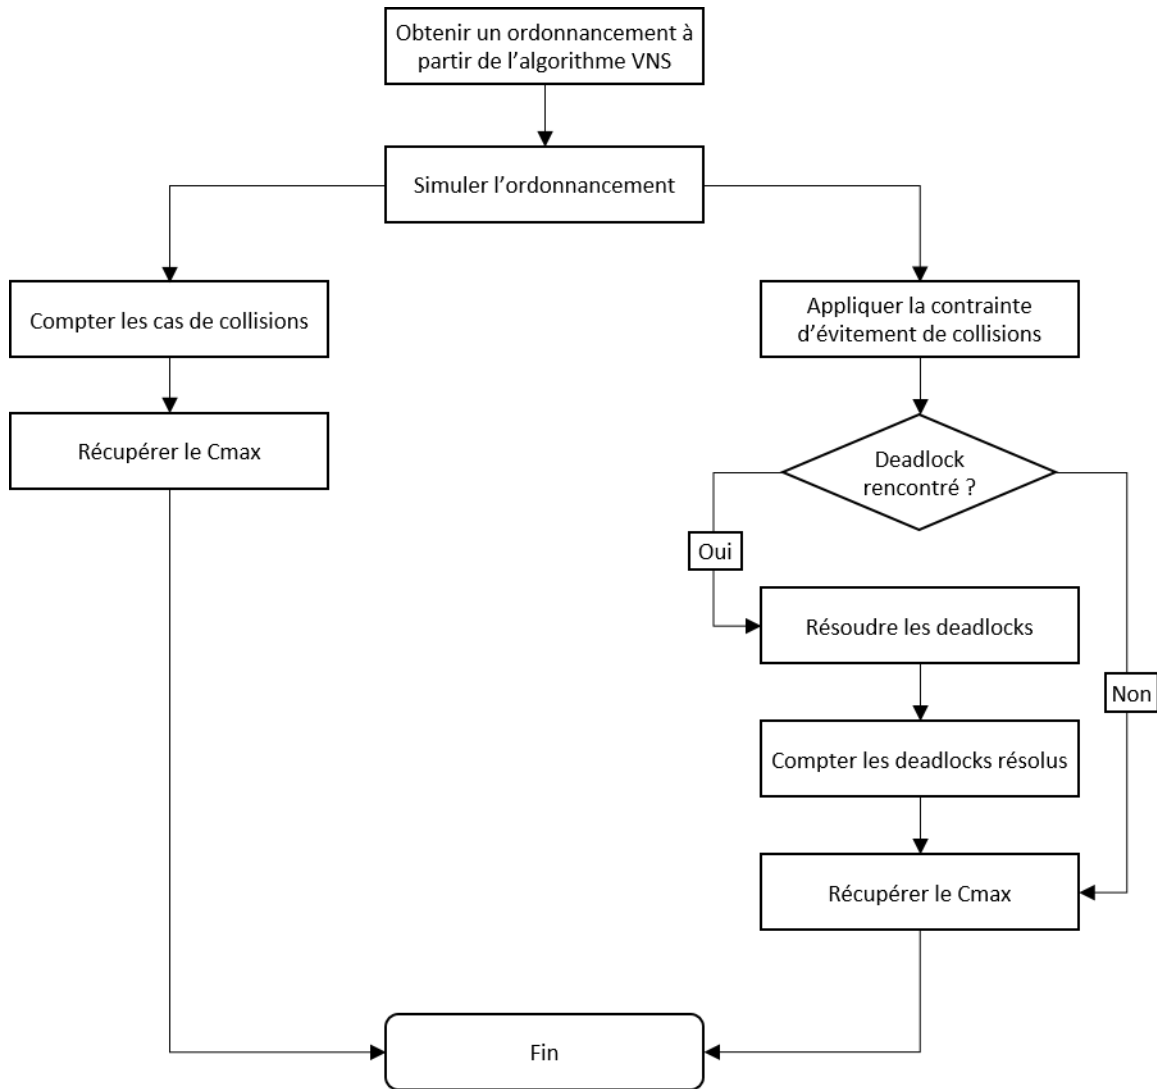 Obtenir un ordonnancement à
partir de l'algorithme VNS
Simuler l'ordonnancement
Compter les cas de collisions
Appliquer la contrainte
d'évitement de collisions
Récupérer le Cmax
Deadlock
rencontré ?
Oui
Résoudre les deadlocks
Non
Compter les deadlocks résolus
Récupérer le Cmax
Fin